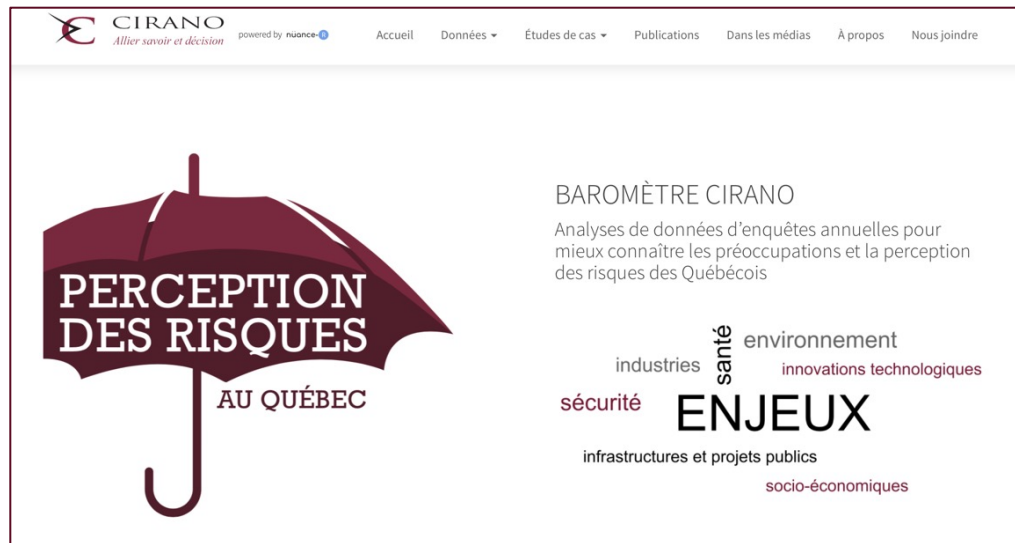 CIRANO
Allier savoir et décision
powered by nüance-R
Accueil Données Études de cas Publications Dans les médias À propos Nous joindre
PERCEPTION
DES RISQUES
AU QUÉBEC
BAROMÈTRE CIRANO
Analyses de données d'enquêtes annuelles pour
mieux connaître les préoccupations et la perception
des risques des Québécois
santé
environnement
industries
innovations technologiques
sécurité
ENJEUX
infrastructures et projets publics
socio-économiques